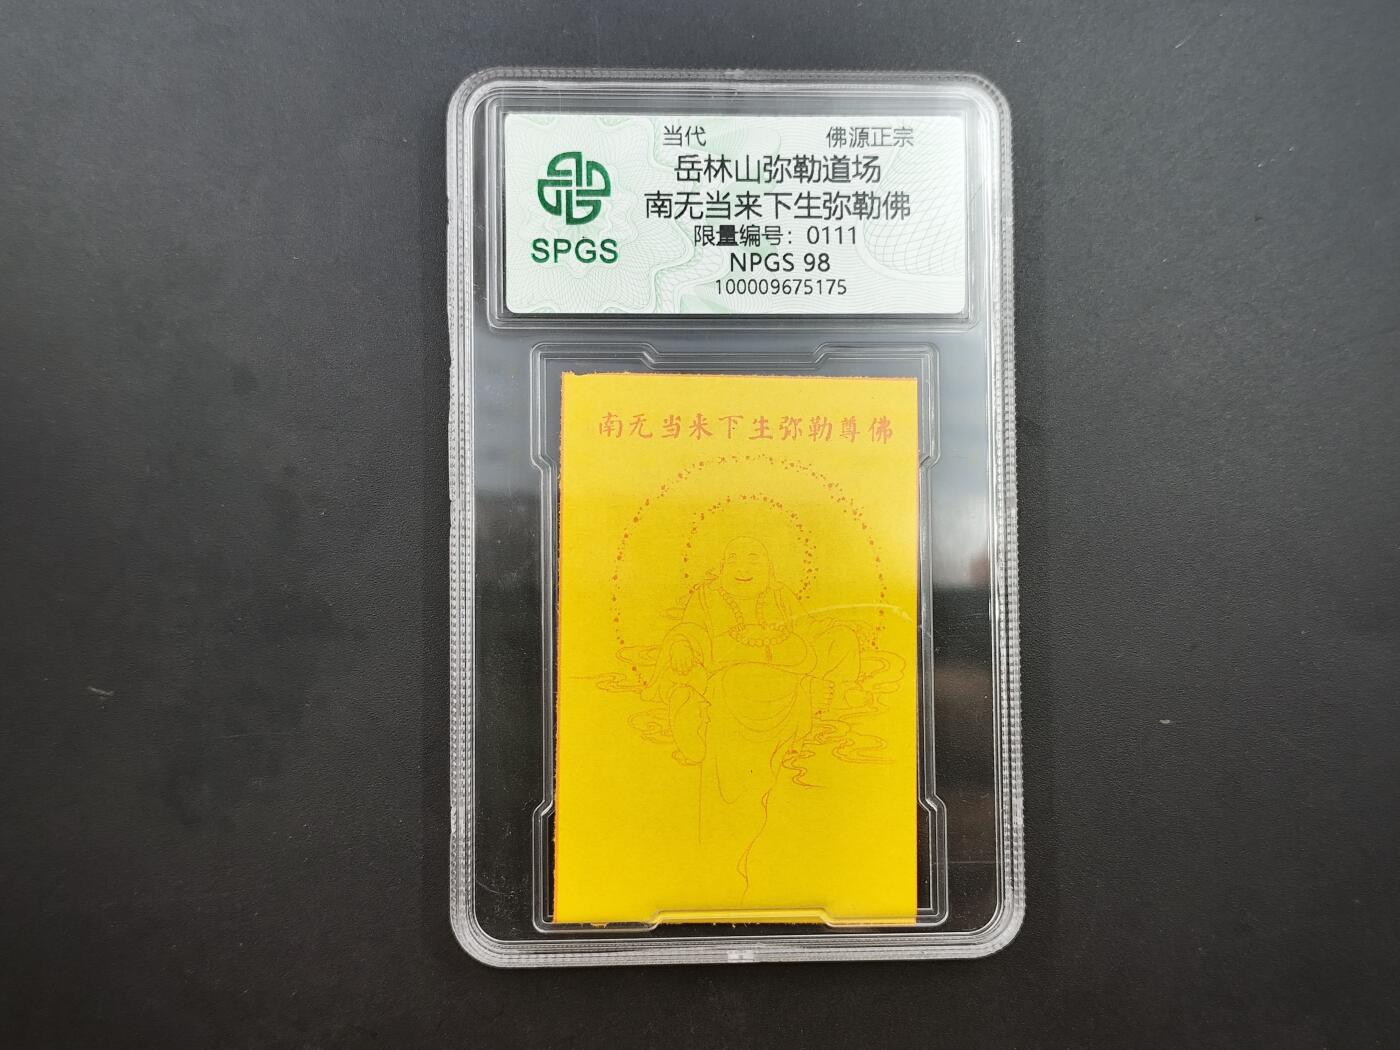 当代 佛源正宗
岳林山弥勒道场
南无当来下生弥勒佛
限量编号：0111
NPGS 98
100009675175
SPGS
南无当来下生弥勒尊佛